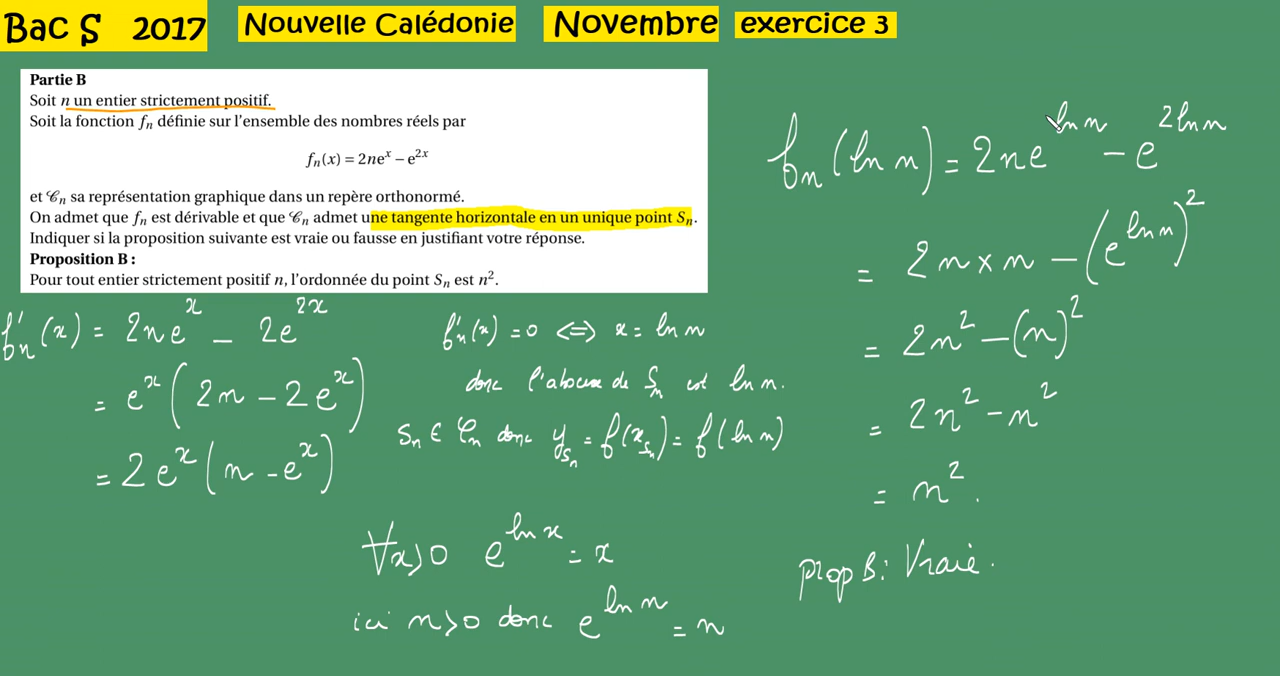 Bac S 2017 Nouvelle Calédonie Novembre exercice 3
Partie B
Soit n un entier strictement positif.
Soit la fonction fₙ définie sur l'ensemble des nombres réels par
fₙ(x) = 2neˣ − e²ˣ
et 𝒞ₙ sa représentation graphique dans un repère orthonormé.
On admet que fₙ est dérivable et que 𝒞ₙ admet une tangente horizontale en un unique point Sₙ.
Indiquer si la proposition suivante est vraie ou fausse en justifiant votre réponse.
Proposition B :
Pour tout entier strictement positif n, l'ordonnée du point Sₙ est n².
f'ₙ(x) = 2neˣ − 2e²ˣ
= eˣ(2n − 2eˣ)
= 2eˣ(n − eˣ)
f'ₙ(x) = 0 ⇔ x = ln n
donc l'abscisse de Sₙ est ln n.
Sₙ ∈ 𝒞ₙ donc y_Sₙ = f(x_Sₙ) = f(ln n)
∀x>0 e^(ln x) = x
ici n>0 donc e^(ln n) = n
fₙ(ln n) = 2ne^(ln n) − e^(2 ln n)
= 2n × n − (e^(ln n))²
= 2n² − (n)²
= 2n² − n²
= n².
prop B : Vraie.